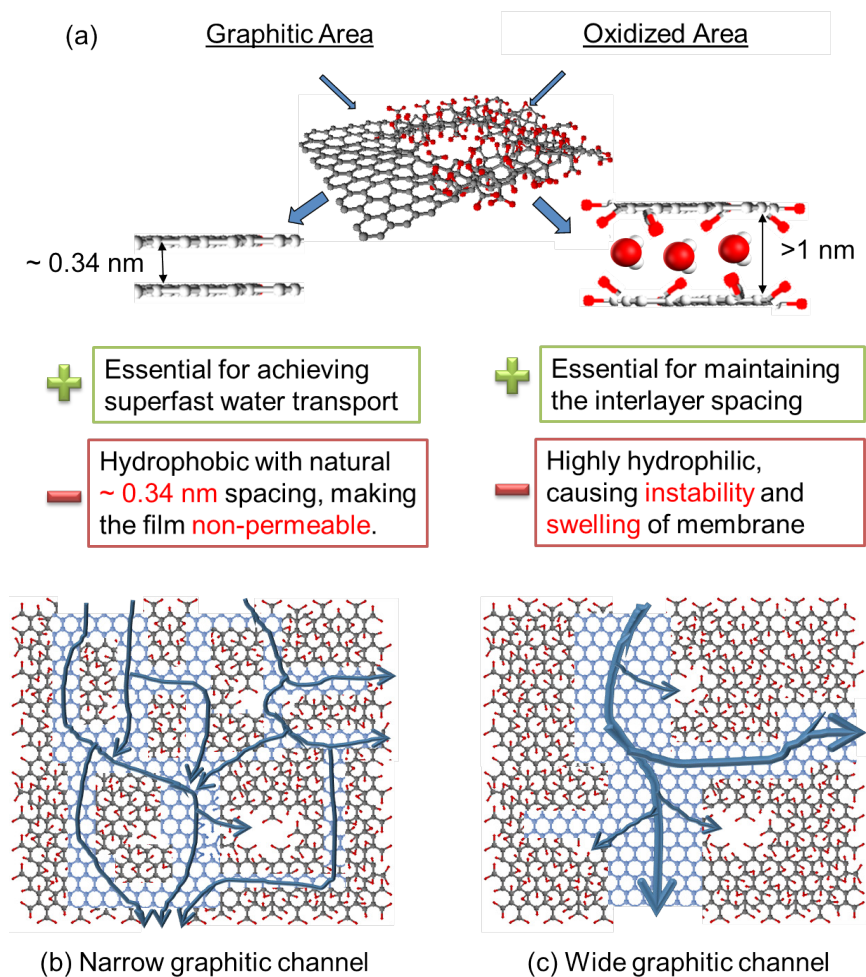 (a)
Graphitic Area
Oxidized Area
~ 0.34 nm
>1 nm
Essential for achieving
superfast water transport
Essential for maintaining
the interlayer spacing
Hydrophobic with natural
~ 0.34 nm spacing, making
the film non-permeable.
Highly hydrophilic,
causing instability and
swelling of membrane
(b) Narrow graphitic channel
(c) Wide graphitic channel